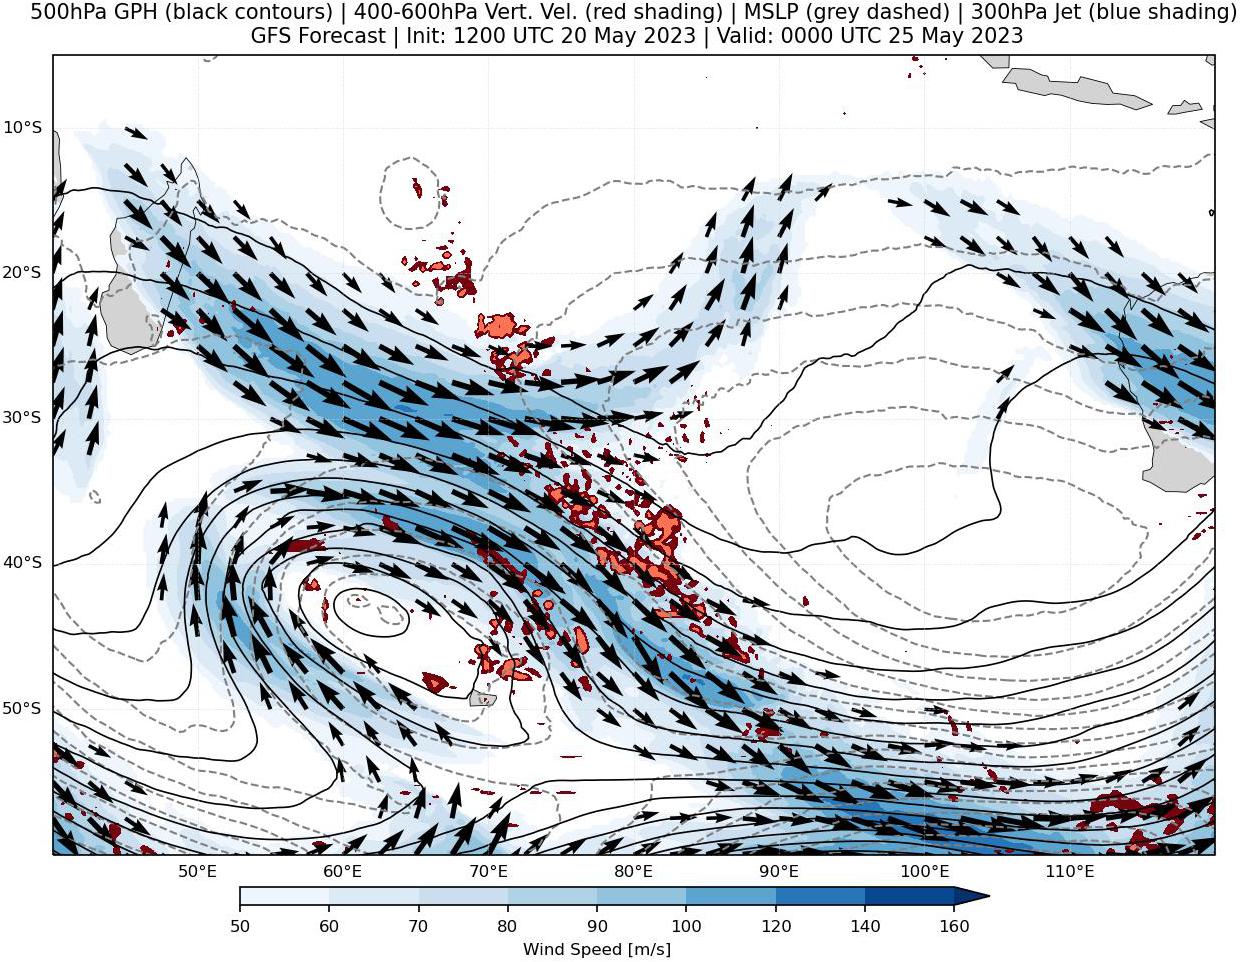 500hPa GPH (black contours) | 400-600hPa Vert. Vel. (red shading) | MSLP (grey dashed) | 300hPa Jet (blue shading)
GFS Forecast | Init: 1200 UTC 20 May 2023 | Valid: 0000 UTC 25 May 2023
10°S
20°S
30°S
40°S
50°S
50°E 60°E 70°E 80°E 90°E 100°E 110°E
50 60 70 80 90 100 120 140 160
Wind Speed [m/s]